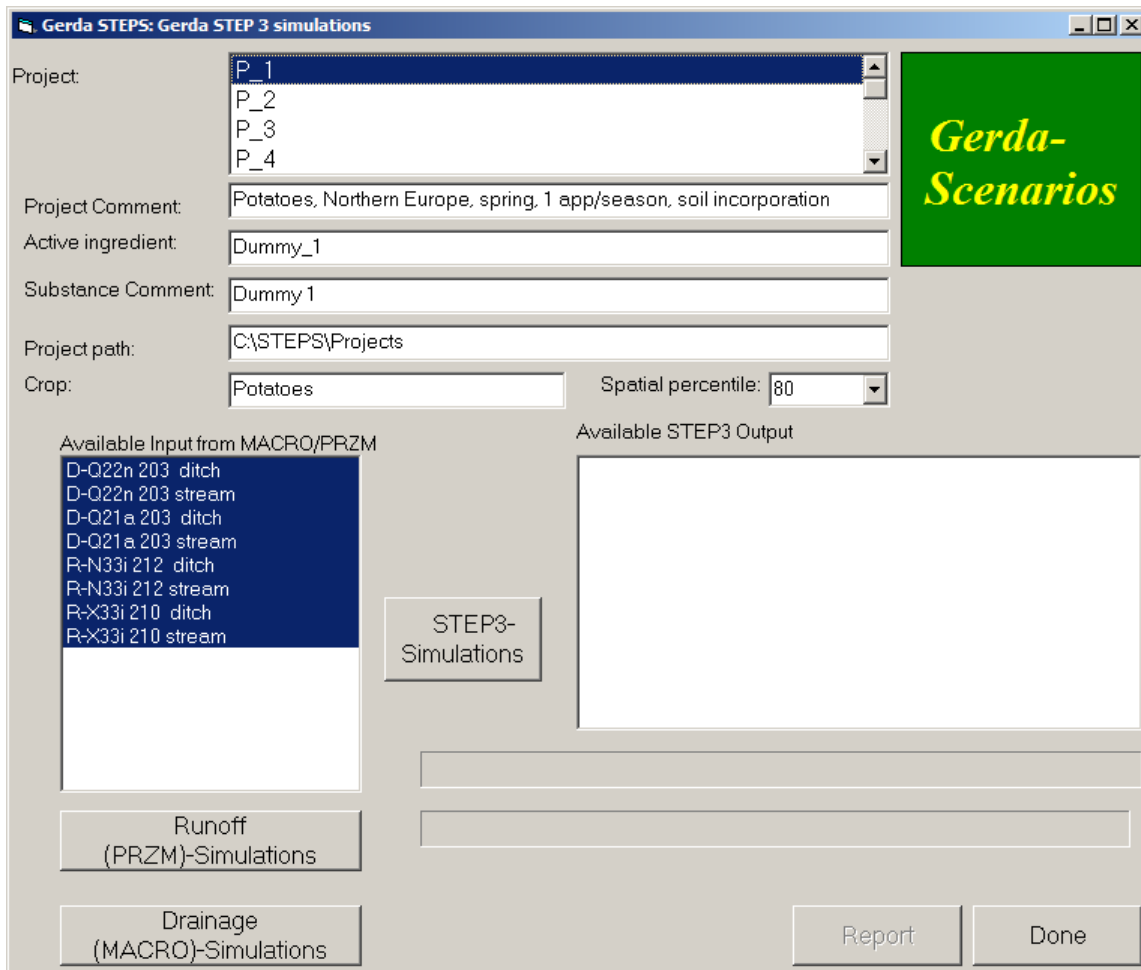 Gerda STEPS: Gerda STEP 3 simulations
Project:
P_1
P_2
P_3
P_4
Gerda-
Scenarios
Project Comment:
Potatoes, Northern Europe, spring, 1 app/season, soil incorporation
Active ingredient:
Dummy_1
Substance Comment:
Dummy 1
Project path:
C:\STEPS\Projects
Crop:
Potatoes
Spatial percentile:
80
Available Input from MACRO/PRZM
D-Q22n 203 ditch
D-Q22n 203 stream
D-Q21a 203 ditch
D-Q21a 203 stream
R-N33i 212 ditch
R-N33i 212 stream
R-X33i 210 ditch
R-X33i 210 stream
Available STEP3 Output
STEP3-
Simulations
Runoff
(PRZM)-Simulations
Drainage
(MACRO)-Simulations
Report
Done